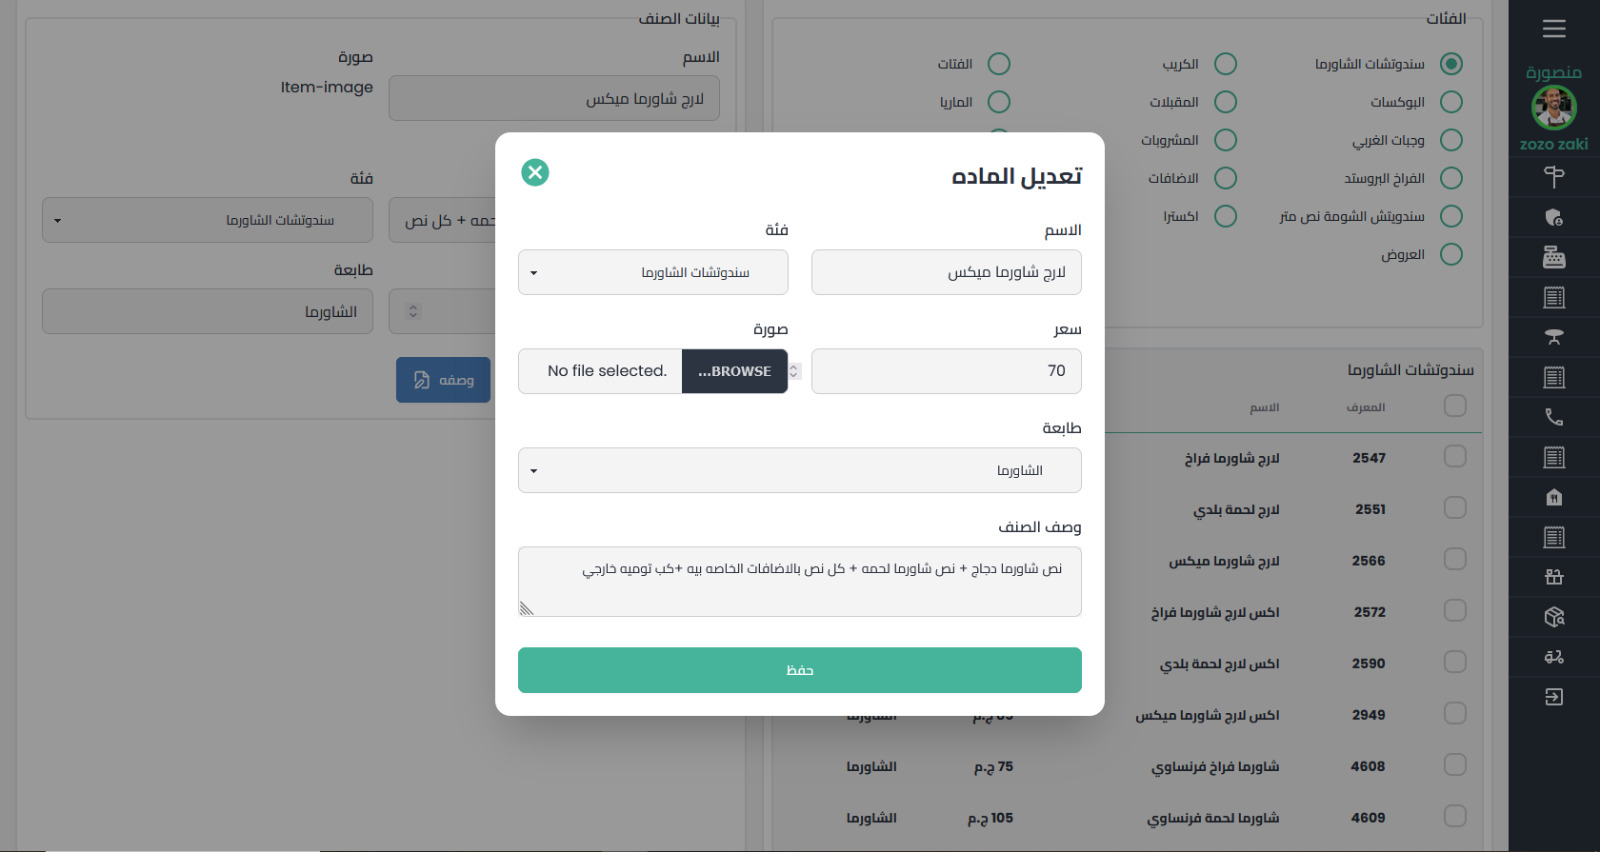 منصورة
zozo zaki
الفئات
سندوتشات الشاورما
الكريب
الفتات
البوكسات
المقبلات
الماريا
وجبات الغربي
المشروبات
الفراخ البروستد
الاضافات
سندويتش الشومة نص متر
اكسترا
العروض
سندوتشات الشاورما
المعرف
الاسم
2547
لارج شاورما فراخ
2551
لارج لحمة بلدي
2566
لارج شاورما ميكس
2572
اكس لارج شاورما فراخ
2590
اكس لارج لحمة بلدي
2949
اكس لارج شاورما ميكس
ج.م
الشاورما
4608
شاورما فراخ فرنساوي
75 ج.م
الشاورما
4609
شاورما لحمة فرنساوي
105 ج.م
الشاورما
بيانات الصنف
الاسم
صورة
لارج شاورما ميكس
Item-image
فئة
حمه + كل نص
سندوتشات الشاورما
طابعة
الشاورما
وصفه
تعديل الماده
الاسم
فئة
لارج شاورما ميكس
سندوتشات الشاورما
سعر
صورة
70
BROWSE...
No file selected.
طابعة
الشاورما
وصف الصنف
نص شاورما دجاج + نص شاورما لحمه + كل نص بالاضافات الخاصه بيه +كب توميه خارجي
حفظ